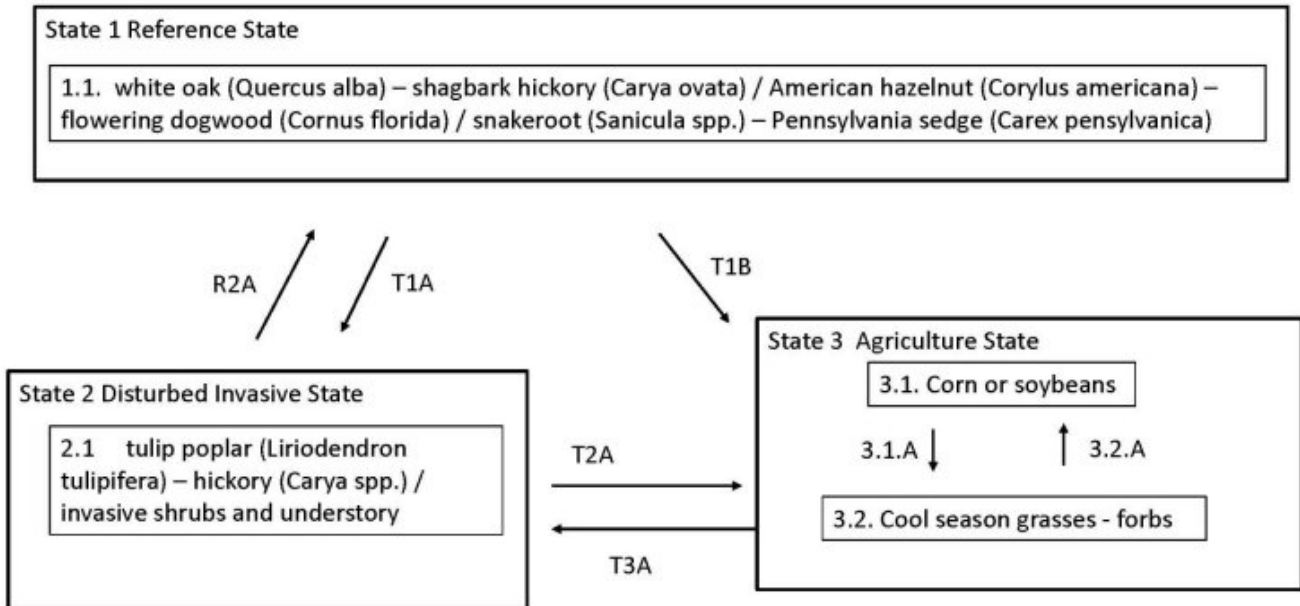 State 1 Reference State
1.1. white oak (Quercus alba) – shagbark hickory (Carya ovata) / American hazelnut (Corylus americana) –
flowering dogwood (Cornus florida) / snakeroot (Sanicula spp.) – Pennsylvania sedge (Carex pensylvanica)
R2A
T1A
T1B
State 2 Disturbed Invasive State
2.1 tulip poplar (Liriodendron
tulipifera) – hickory (Carya spp.) /
invasive shrubs and understory
T2A
T3A
State 3 Agriculture State
3.1. Corn or soybeans
3.1.A
3.2.A
3.2. Cool season grasses - forbs